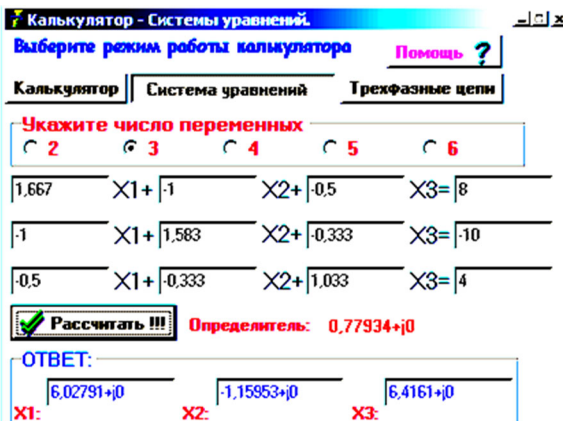 Калькулятор - Системы уравнений.
Выберите режим работы калькулятора Помощь ?
Калькулятор Система уравнений Трехфазные цепи
Укажите число переменных
2 3 4 5 6
1,667 X1+ -1 X2+ -0,5 X3= 8
-1 X1+ 1,583 X2+ -0,333 X3= -10
-0,5 X1+ -0,333 X2+ 1,033 X3= 4
Рассчитать !!! Определитель: 0,77934+j0
ОТВЕТ:
X1: 6,02791+j0 X2: -1,15953+j0 X3: 6,4161+j0